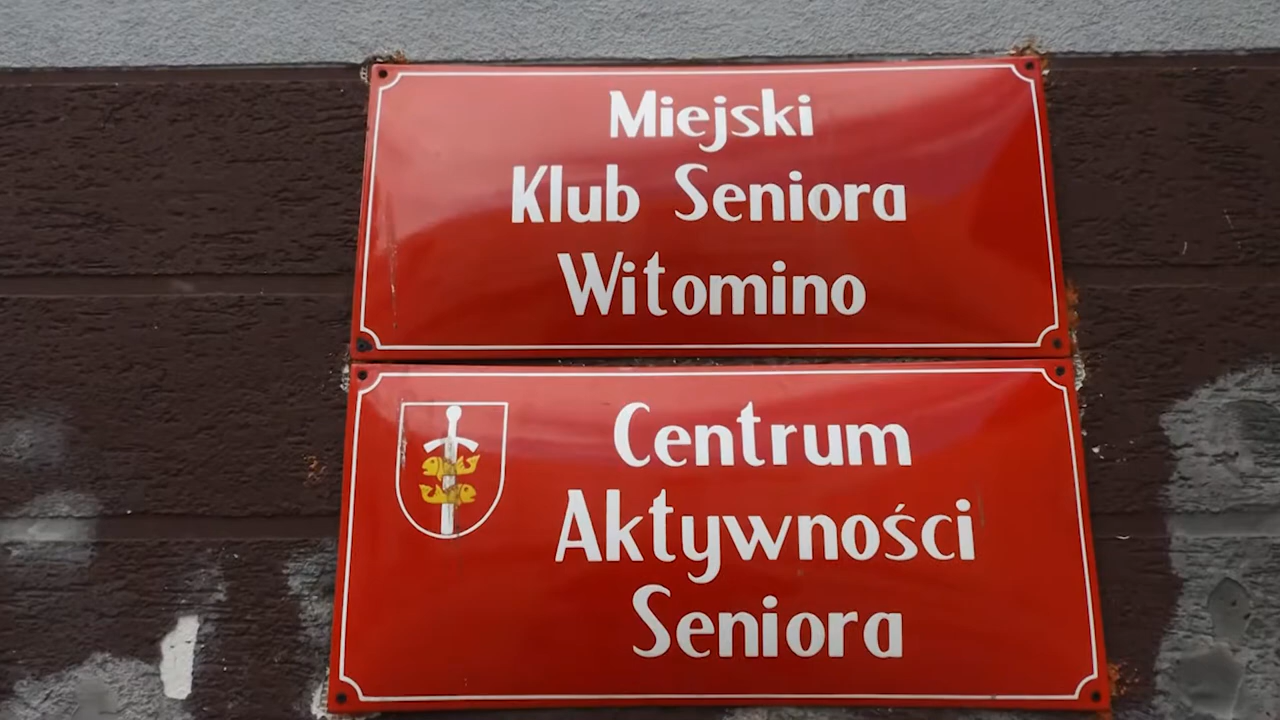 Miejski
Klub Seniora
Witomino
Centrum
Aktywności
Seniora